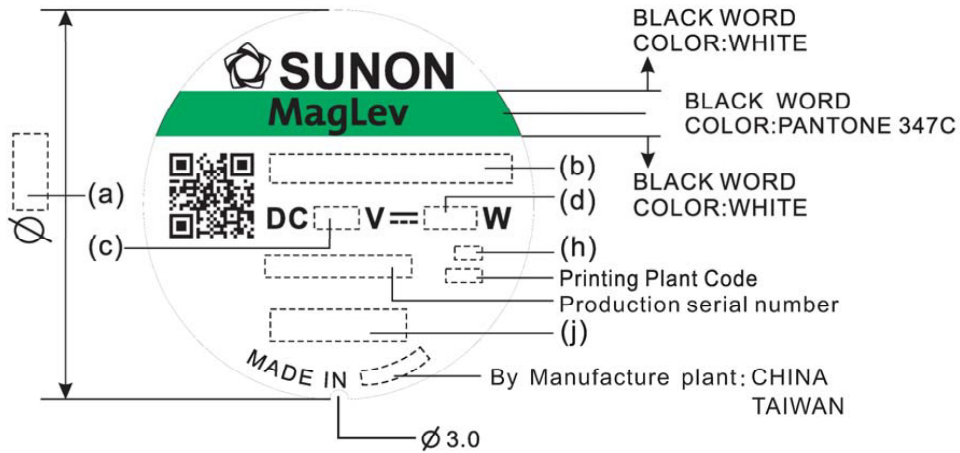 BLACK WORD
COLOR:WHITE
SUNON
MagLev
BLACK WORD
COLOR:PANTONE 347C
(a)
Ø
(b)
BLACK WORD
COLOR:WHITE
DC V⎓ W
(d)
(c)
(h)
Printing Plant Code
Production serial number
(j)
MADE IN
By Manufacture plant: CHINA
TAIWAN
Ø 3.0